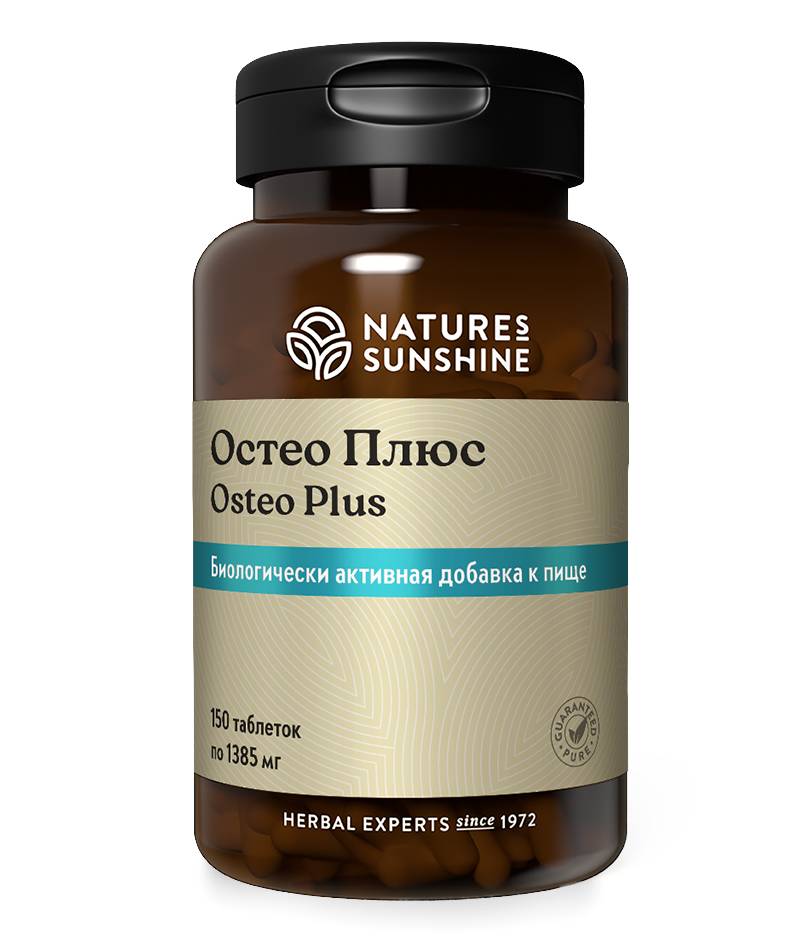 NATURES
SUNSHINE
Остео Плюс
Osteo Plus
Биологически активная добавка к пище
150 таблеток
по 1385 мг
GUARANTEED
PURE
HERBAL EXPERTS since 1972